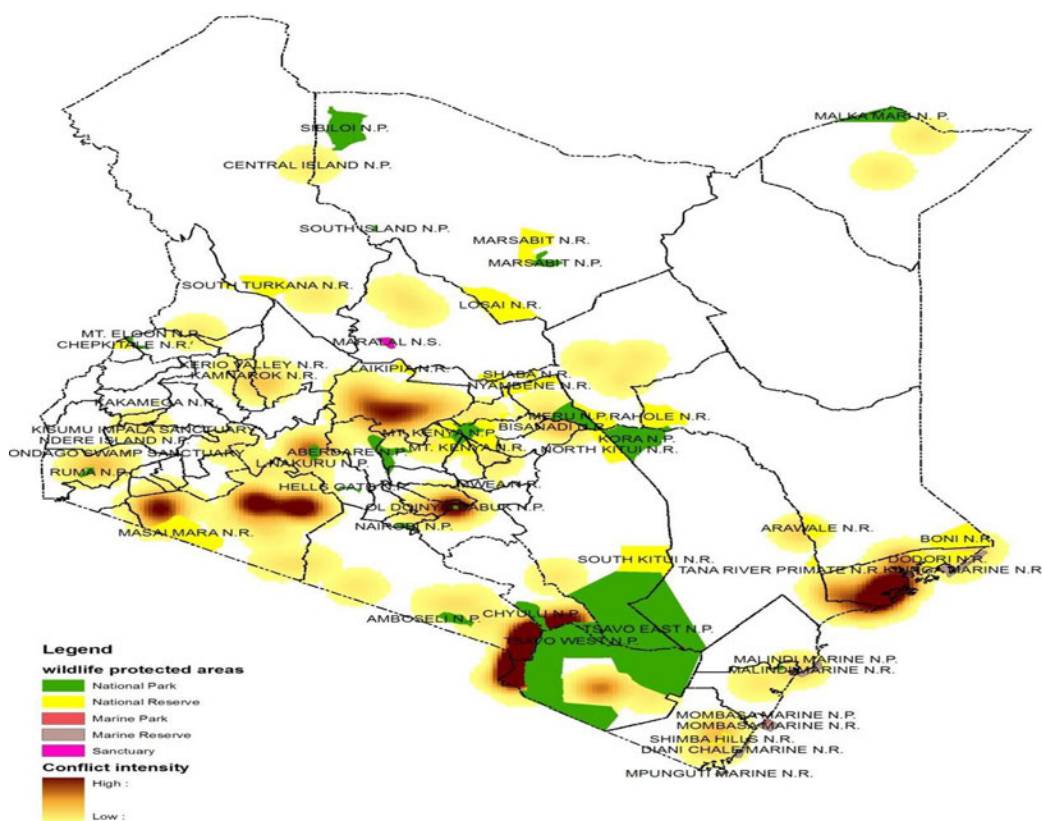 MALKA MARI N. P.
SIBILOI N.P.
CENTRAL ISLAND N.P.
SOUTH ISLAND N.P.
MARSABIT N.R.
MARSABIT N.P.
SOUTH TURKANA N.R.
LOSAI N.R.
MT. ELGON N.R.
CHEPKITALE N.R.
MARALAL N.S.
KERIO VALLEY N.R.
KAMNAROK N.R.
LAIKIPIA N.R.
SHABA N.R.
NYAMBENE N.R.
KAKAMEGA N.R.
MERU N.P.
RAHOLE N.R.
BISANADI N.R.
KISUMU IMPALA SANCTUARY
NDERE ISLAND N.P.
MT. KENYA N.P.
KORA N.P.
ONDAGO SWAMP SANCTUARY
ABERDARE N.P.
MT. KENYA N.R.
NORTH KITUI N.R.
RUMA N.P.
L.NAKURU N.P.
HELLS GATE N.P.
MWEA N.R.
OL DOINYO SABUK N.P.
MASAI MARA N.R.
NAIROBI N.P.
ARAWALE N.R.
BONI N.R.
SOUTH KITUI N.R.
DODORI N.R.
TANA RIVER PRIMATE N.R.
KIUNGA MARINE N.R
AMBOSELI N.P.
CHYULU N.P.
TSAVO EAST N.P.
TSAVO WEST N.P.
MALINDI MARINE N.P.
MALINDI MARINE N.R.
MOMBASA MARINE N.P.
MOMBASA MARINE N.R.
SHIMBA HILLS N.R.
DIANI CHALE MARINE N.R.
MPUNGUTI MARINE N.R.
Legend
wildlife protected areas
National Park
National Reserve
Marine Park
Marine Reserve
Sanctuary
Conflict intensity
High :
Low :